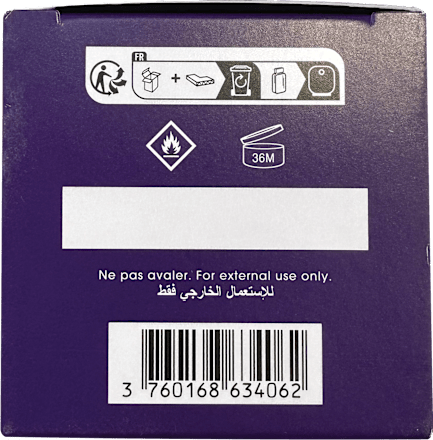 FR
+
36M
Ne pas avaler. For external use only.
للإستعمال الخارجي فقط
3 760168 634062